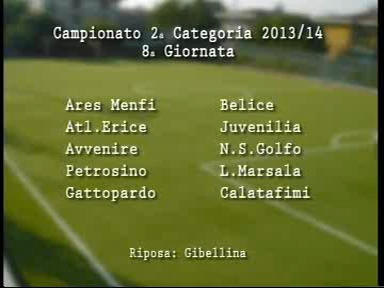 Campionato 2a Categoria 2013/14
8a Giornata
Ares Menfi Belice
Atl.Erice Juvenilia
Avvenire N.S.Golfo
Petrosino L.Marsala
Gattopardo Calatafimi
Riposa: Gibellina